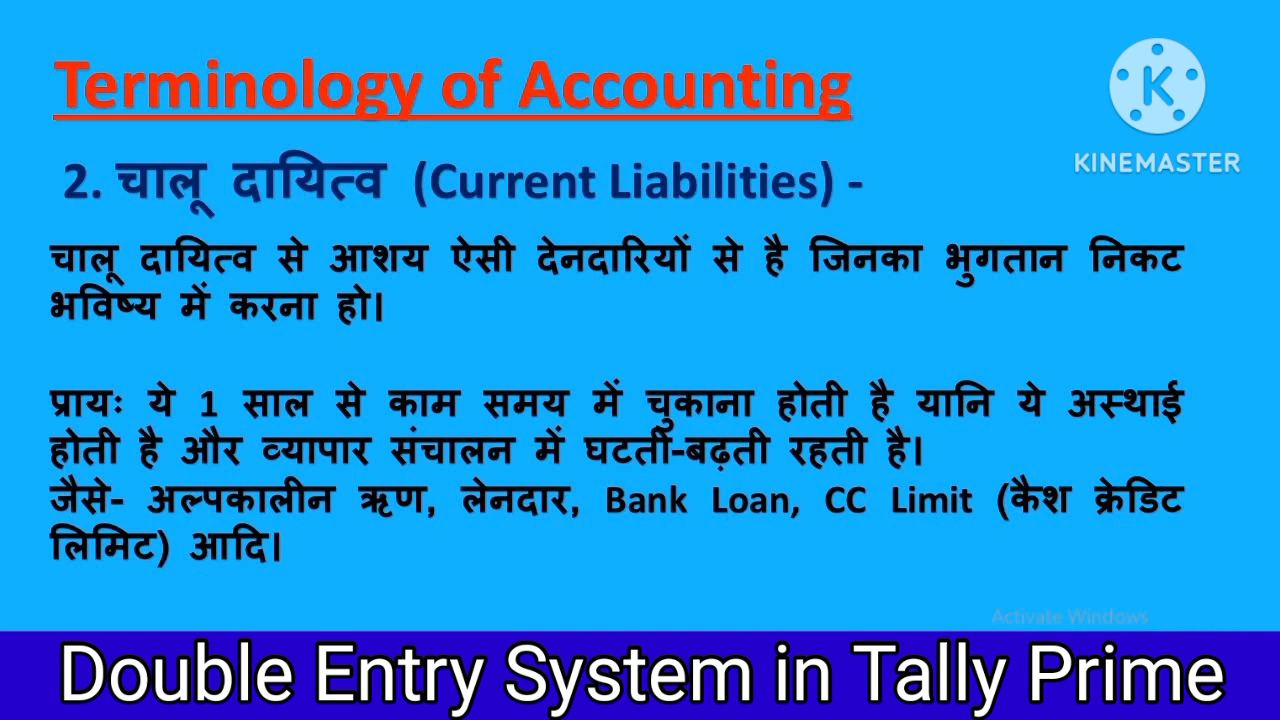 Terminology of Accounting
KINEMASTER
2. चालू दायित्व (Current Liabilities) -
चालू दायित्व से आशय ऐसी देनदारियों से है जिनका भुगतान निकट
भविष्य में करना हो।
प्रायः ये 1 साल से काम समय में चुकाना होती है यानि ये अस्थाई
होती है और व्यापार संचालन में घटती-बढ़ती रहती है।
जैसे- अल्पकालीन ऋण, लेनदार, Bank Loan, CC Limit (कैश क्रेडिट
लिमिट) आदि।
Activate Windows
Double Entry System in Tally Prime